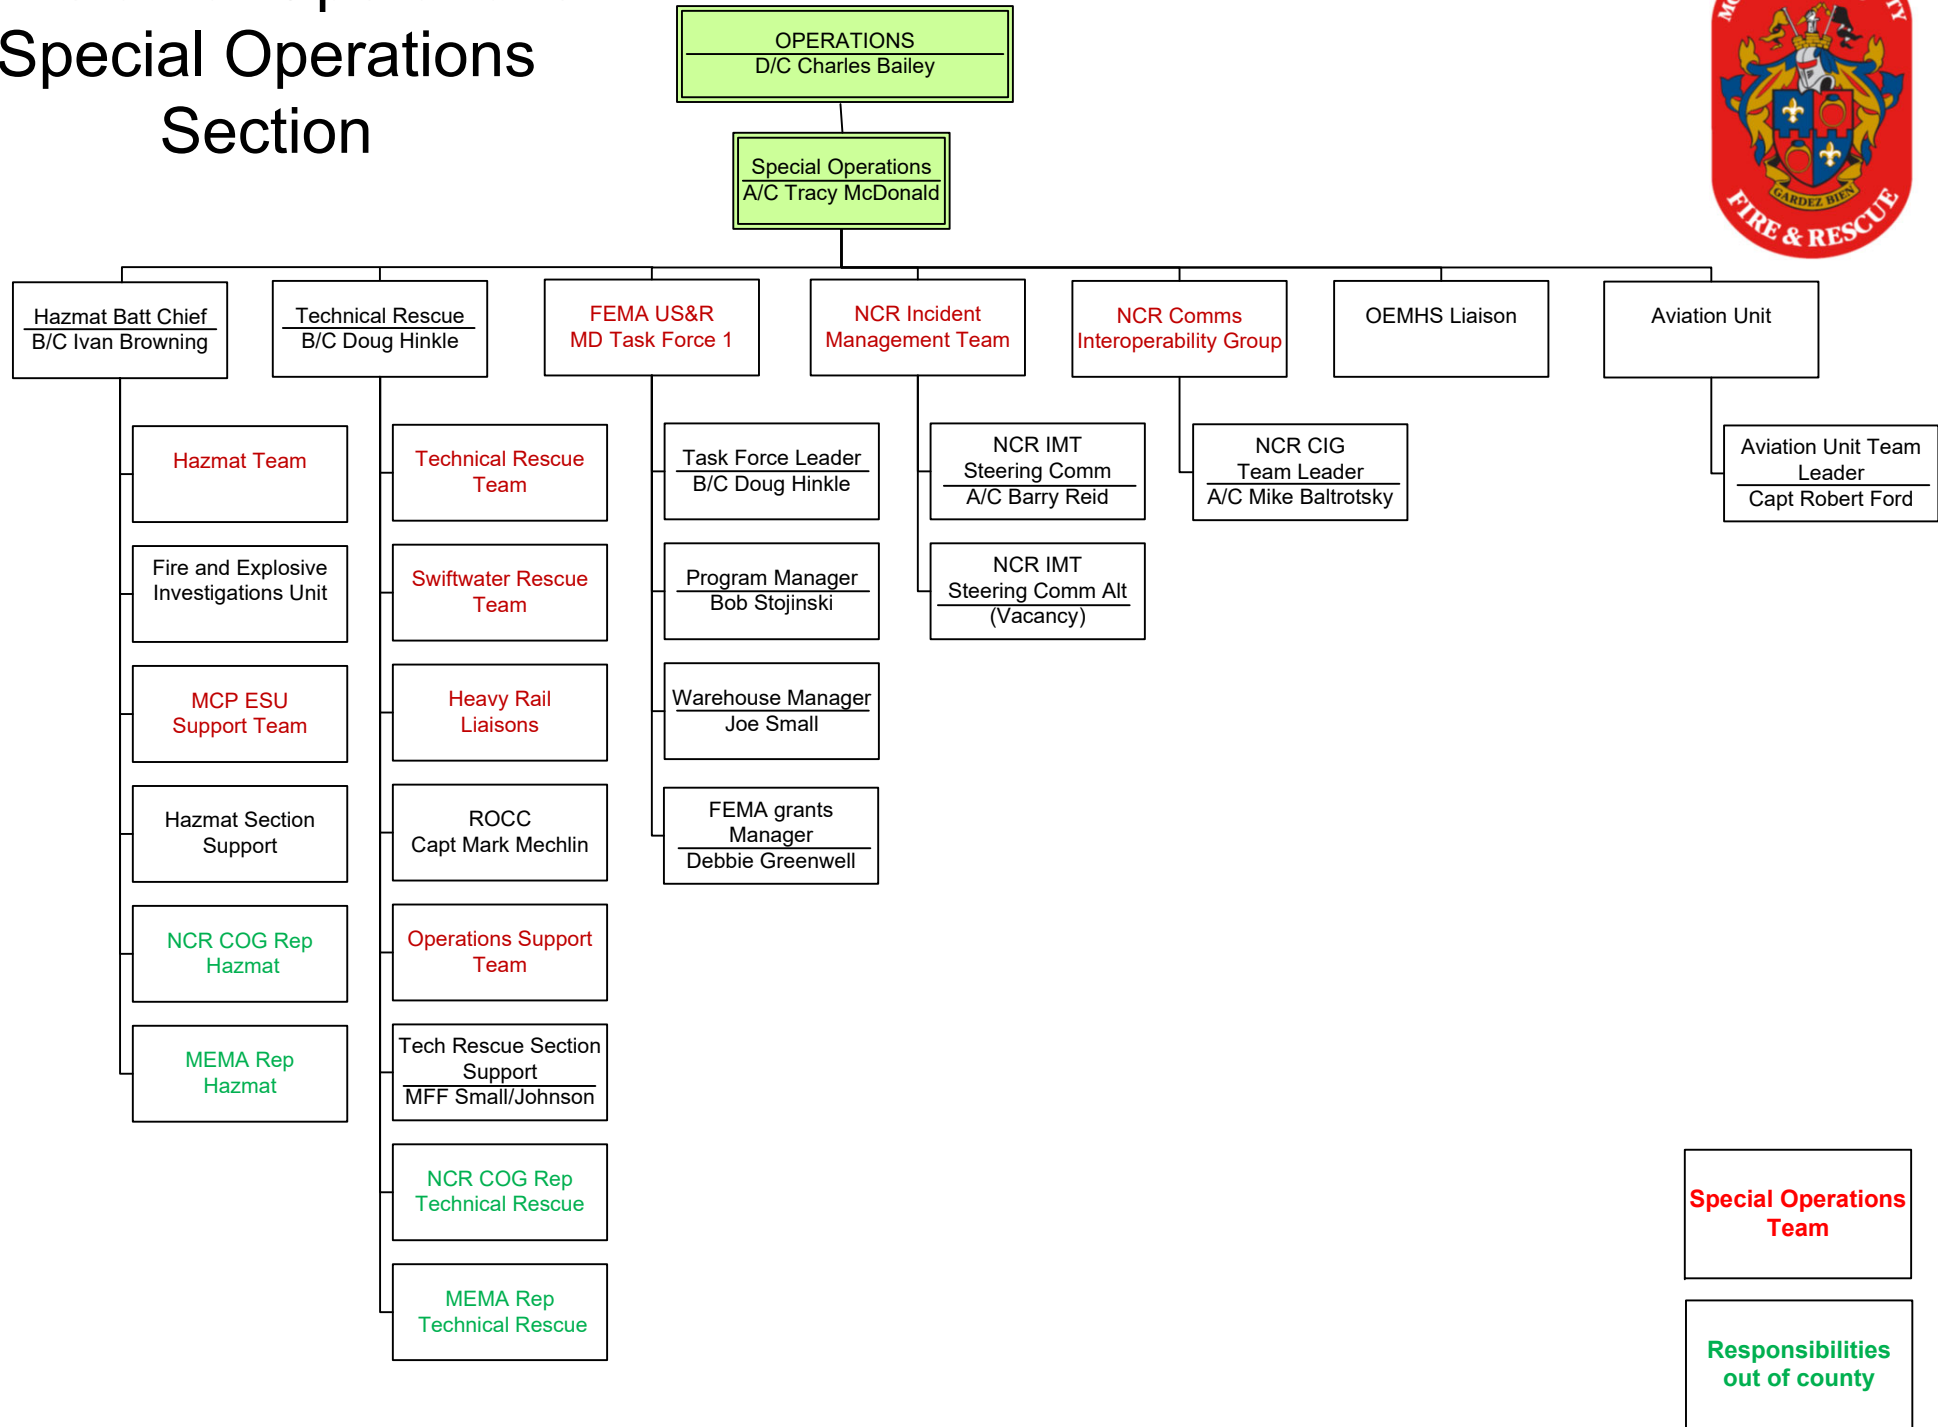 Special Operations
Section
OPERATIONS
D/C Charles Bailey
Special Operations
A/C Tracy McDonald
GARDEZ BIEN
FIRE & RESCUE
Hazmat Batt Chief
B/C Ivan Browning
Technical Rescue
B/C Doug Hinkle
FEMA US&R
MD Task Force 1
NCR Incident
Management Team
NCR Comms
Interoperability Group
OEMHS Liaison
Aviation Unit
Hazmat Team
Fire and Explosive
Investigations Unit
MCP ESU
Support Team
Hazmat Section
Support
NCR COG Rep
Hazmat
MEMA Rep
Hazmat
Technical Rescue
Team
Swiftwater Rescue
Team
Heavy Rail
Liaisons
ROCC
Capt Mark Mechlin
Operations Support
Team
Tech Rescue Section
Support
MFF Small/Johnson
NCR COG Rep
Technical Rescue
MEMA Rep
Technical Rescue
Task Force Leader
B/C Doug Hinkle
Program Manager
Bob Stojinski
Warehouse Manager
Joe Small
FEMA grants
Manager
Debbie Greenwell
NCR IMT
Steering Comm
A/C Barry Reid
NCR IMT
Steering Comm Alt
(Vacancy)
NCR CIG
Team Leader
A/C Mike Baltrotsky
Aviation Unit Team
Leader
Capt Robert Ford
Special Operations
Team
Responsibilities
out of county